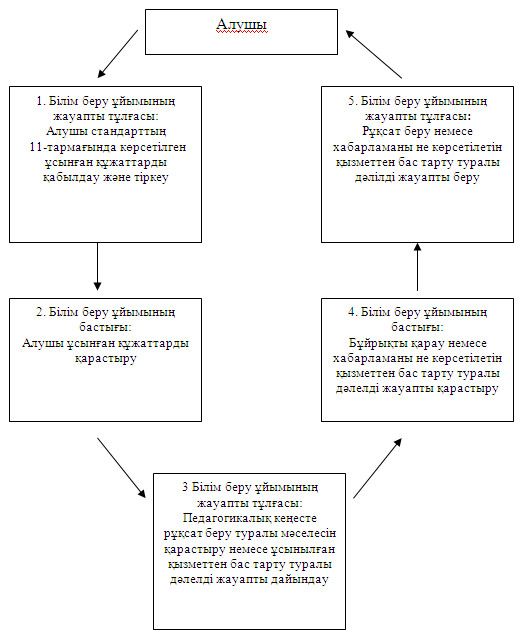 Алушы
1. Білім беру ұйымының
жауапты тұлғасы:
Алушы стандарттың
11-тармағында көрсетілген
ұсынған құжаттарды
қабылдау және тіркеу
2. Білім беру ұйымының
бастығы:
Алушы ұсынған құжаттарды
қарастыру
3 Білім беру ұйымының
жауапты тұлғасы:
Педагогикалық кеңесте
рұқсат беру туралы мәселесін
қарастыру немесе ұсынылған
қызметтен бас тарту туралы
дәлелді жауапты дайындау
4. Білім беру ұйымының
бастығы:
Бұйрықты қарау немесе
хабарламаны не көрсетілетін
қызметтен бас тарту туралы
дәлелді жауапты қарастыру
5. Білім беру ұйымының
жауапты тұлғасы:
Рұқсат беру немесе
хабарламаны не көрсетілетін
қызметтен бас тарту туралы
дәлілді жауапты беру